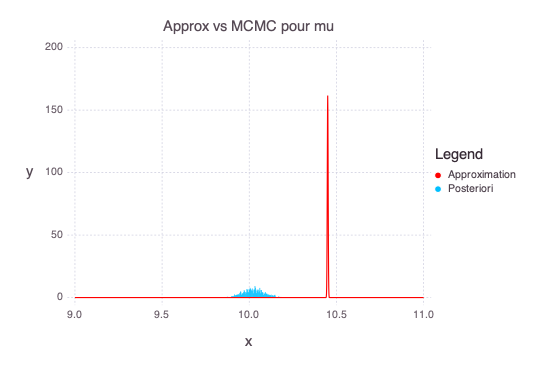 Approx vs MCMC pour mu
200
150
100
50
0
y
9.0 9.5 10.0 10.5 11.0
x
Legend
Approximation
Posteriori